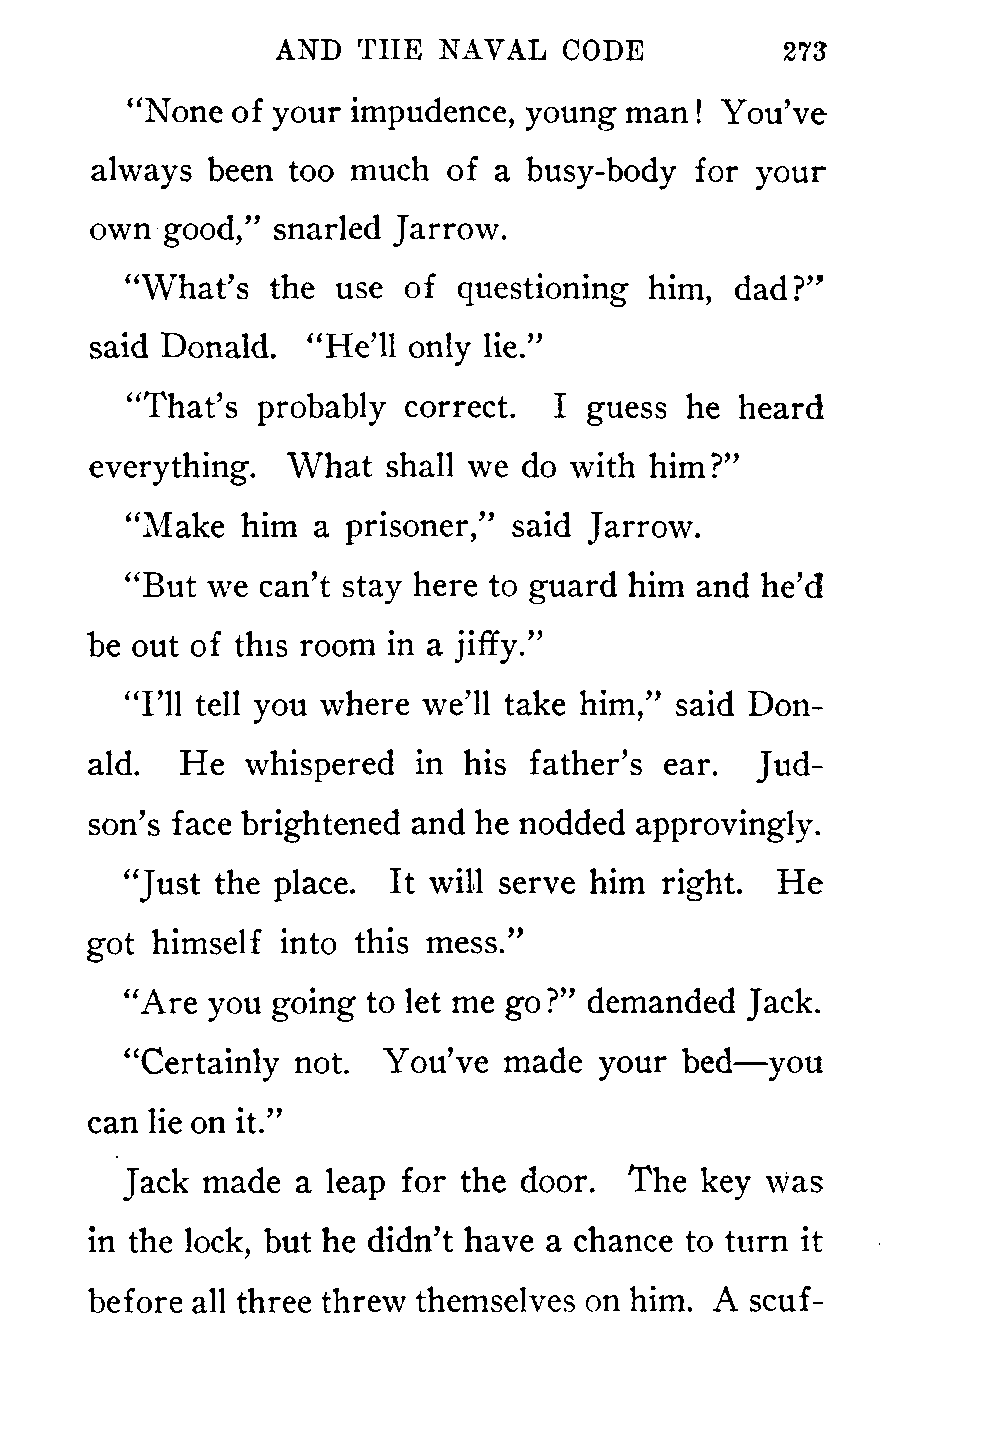 AND THE NAVAL CODE 273
"None of your impudence, young man! You've
always been too much of a busy-body for your
own good," snarled Jarrow.
"What's the use of questioning him, dad?"
said Donald. "He'll only lie."
"That's probably correct. I guess he heard
everything. What shall we do with him?"
"Make him a prisoner," said Jarrow.
"But we can't stay here to guard him and he'd
be out of this room in a jiffy."
"I'll tell you where we'll take him," said Don-
ald. He whispered in his father's ear. Jud-
son's face brightened and he nodded approvingly.
"Just the place. It will serve him right. He
got himself into this mess."
"Are you going to let me go?" demanded Jack.
"Certainly not. You've made your bed—you
can lie on it."
Jack made a leap for the door. The key was
in the lock, but he didn't have a chance to turn it
before all three threw themselves on him. A scuf-